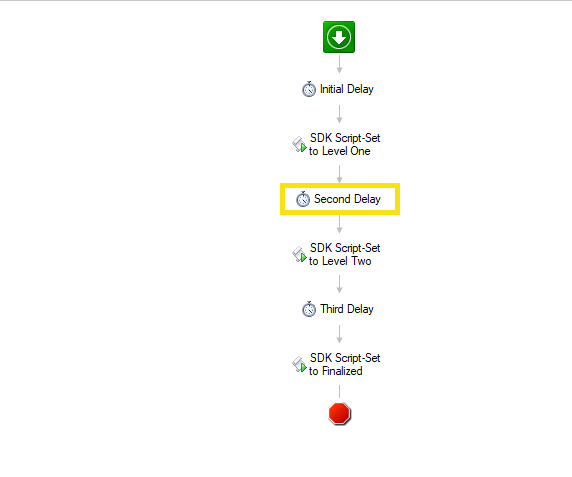 Initial Delay
SDK Script-Set
to Level One
Second Delay
SDK Script-Set
to Level Two
Third Delay
SDK Script-Set
to Finalized